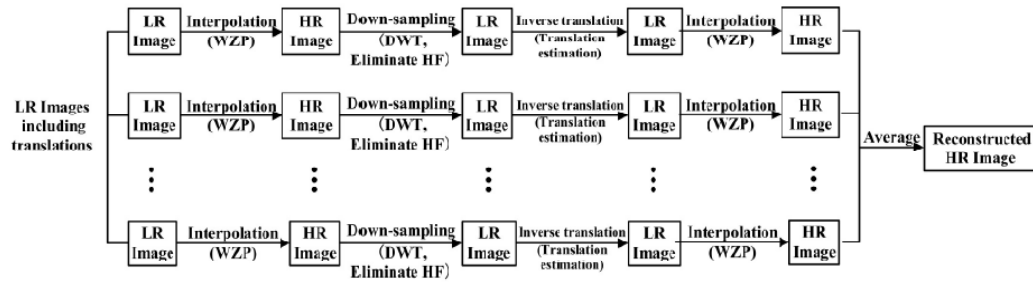 LR Images
including
translations
LR
Image
Interpolation
(WZP)
HR
Image
Down-sampling
(DWT,
Eliminate HF)
LR
Image
Inverse translation
(Translation
estimation)
LR
Image
Interpolation
(WZP)
HR
Image
LR
Image
Interpolation
(WZP)
HR
Image
Down-sampling
(DWT,
Eliminate HF)
LR
Image
Inverse translation
(Translation
estimation)
LR
Image
Interpolation
(WZP)
HR
Image
LR
Image
Interpolation
(WZP)
HR Image
Down-sampling
(DWT,
Eliminate HF)
LR
Image
Inverse translation
(Translation
estimation)
LR
Image
Interpolation
(WZP)
HR
Image
Average
Reconstructed
HR Image